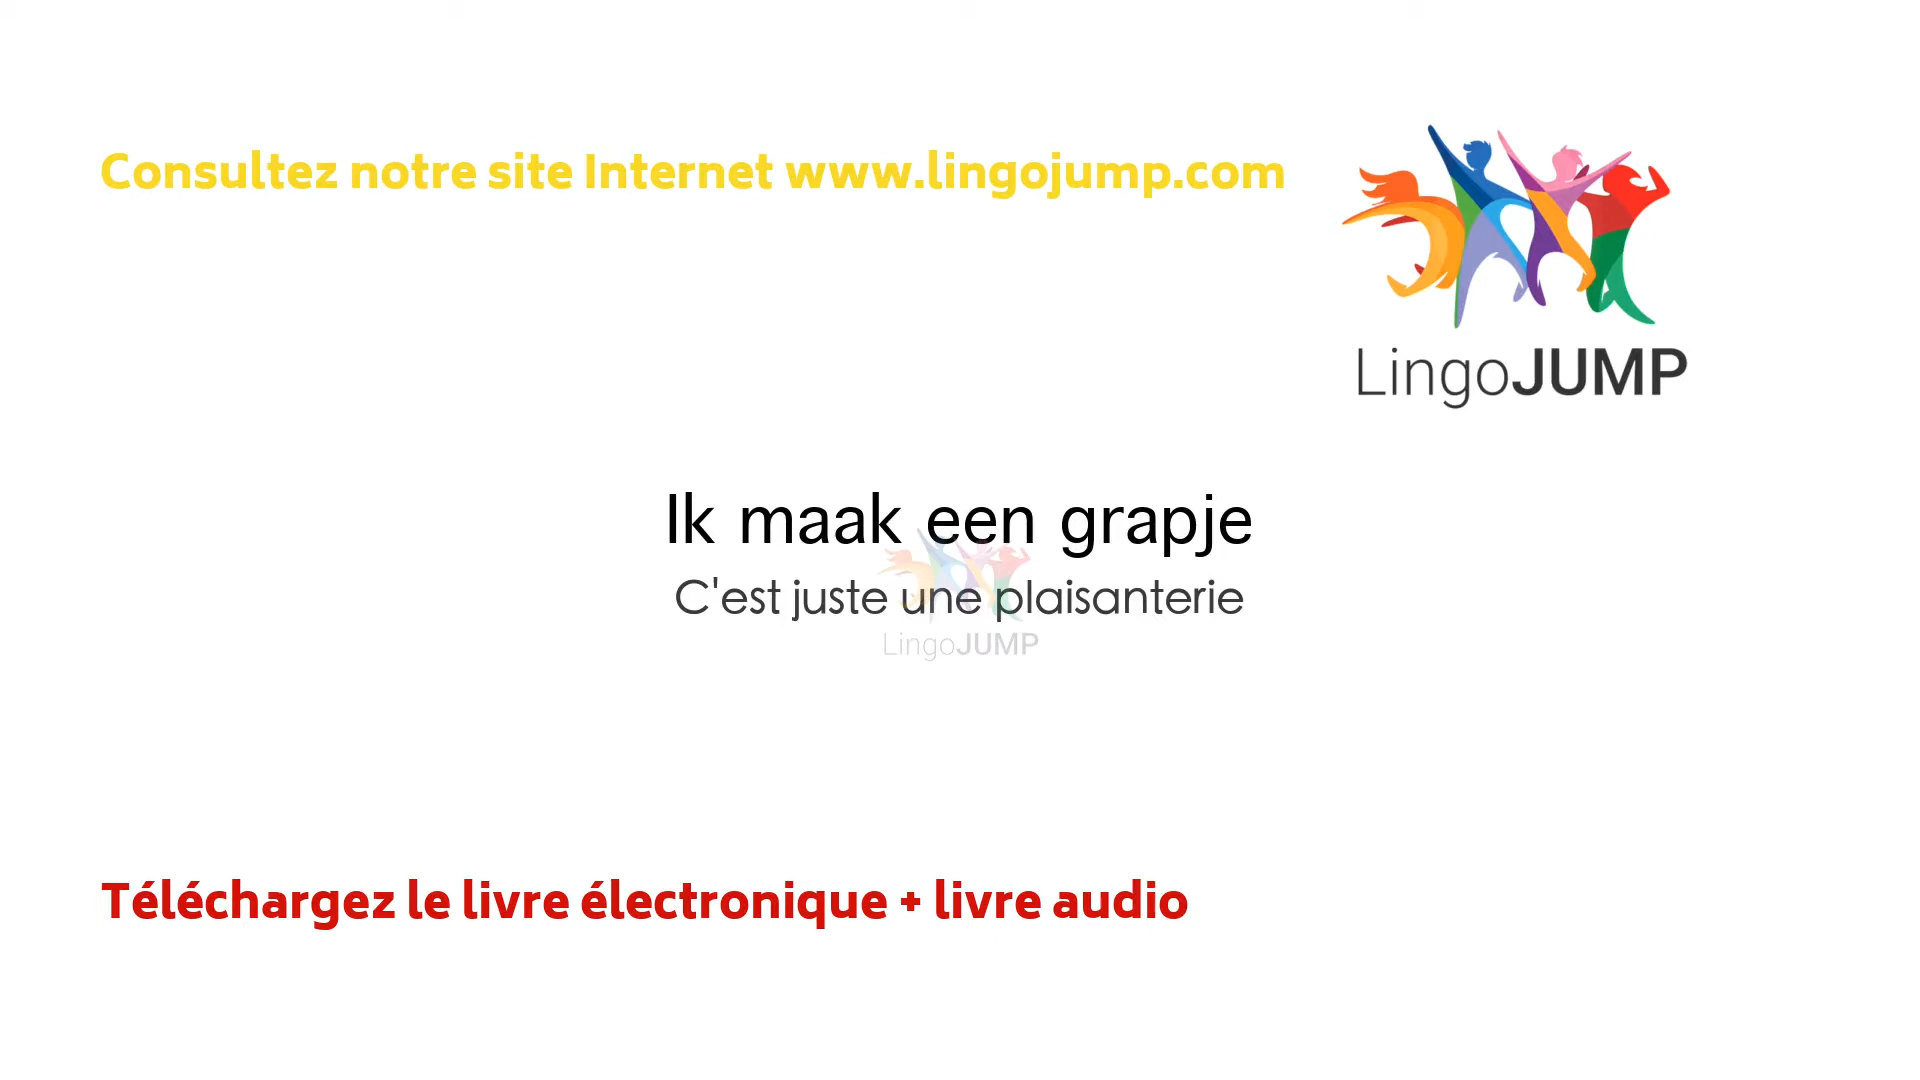 Consultez notre site Internet www.lingojump.com
LingoJUMP
Ik maak een grapje
C'est juste une plaisanterie
LingoJUMP
Téléchargez le livre électronique + livre audio